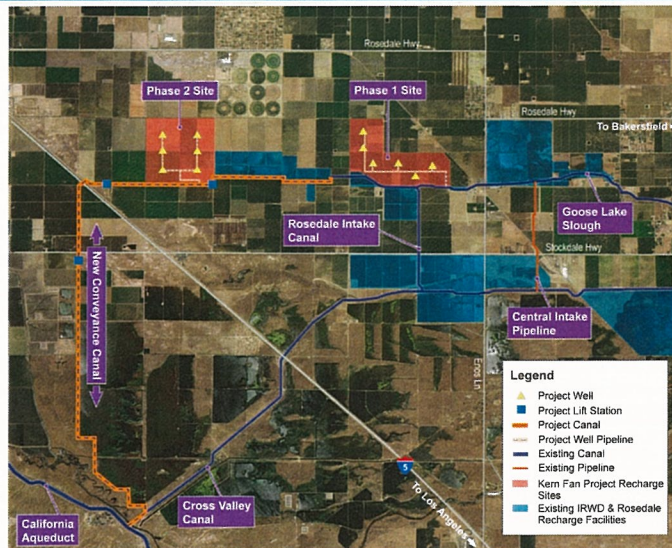 Rosedale Hwy
Phase 2 Site
Phase 1 Site
Rosedale Hwy
To Bakersfield
Goose Lake
Slough
Rosedale Intake
Canal
Stockdale Hwy
New Conveyance Canal
Central Intake
Pipeline
Enos Ln
Legend
Project Well
Project Lift Station
Project Canal
Project Well Pipeline
Existing Canal
Existing Pipeline
Kern Fan Project Recharge
Sites
Existing IRWD & Rosedale
Recharge Facilities
5
To Los Angeles
Cross Valley
Canal
California
Aqueduct